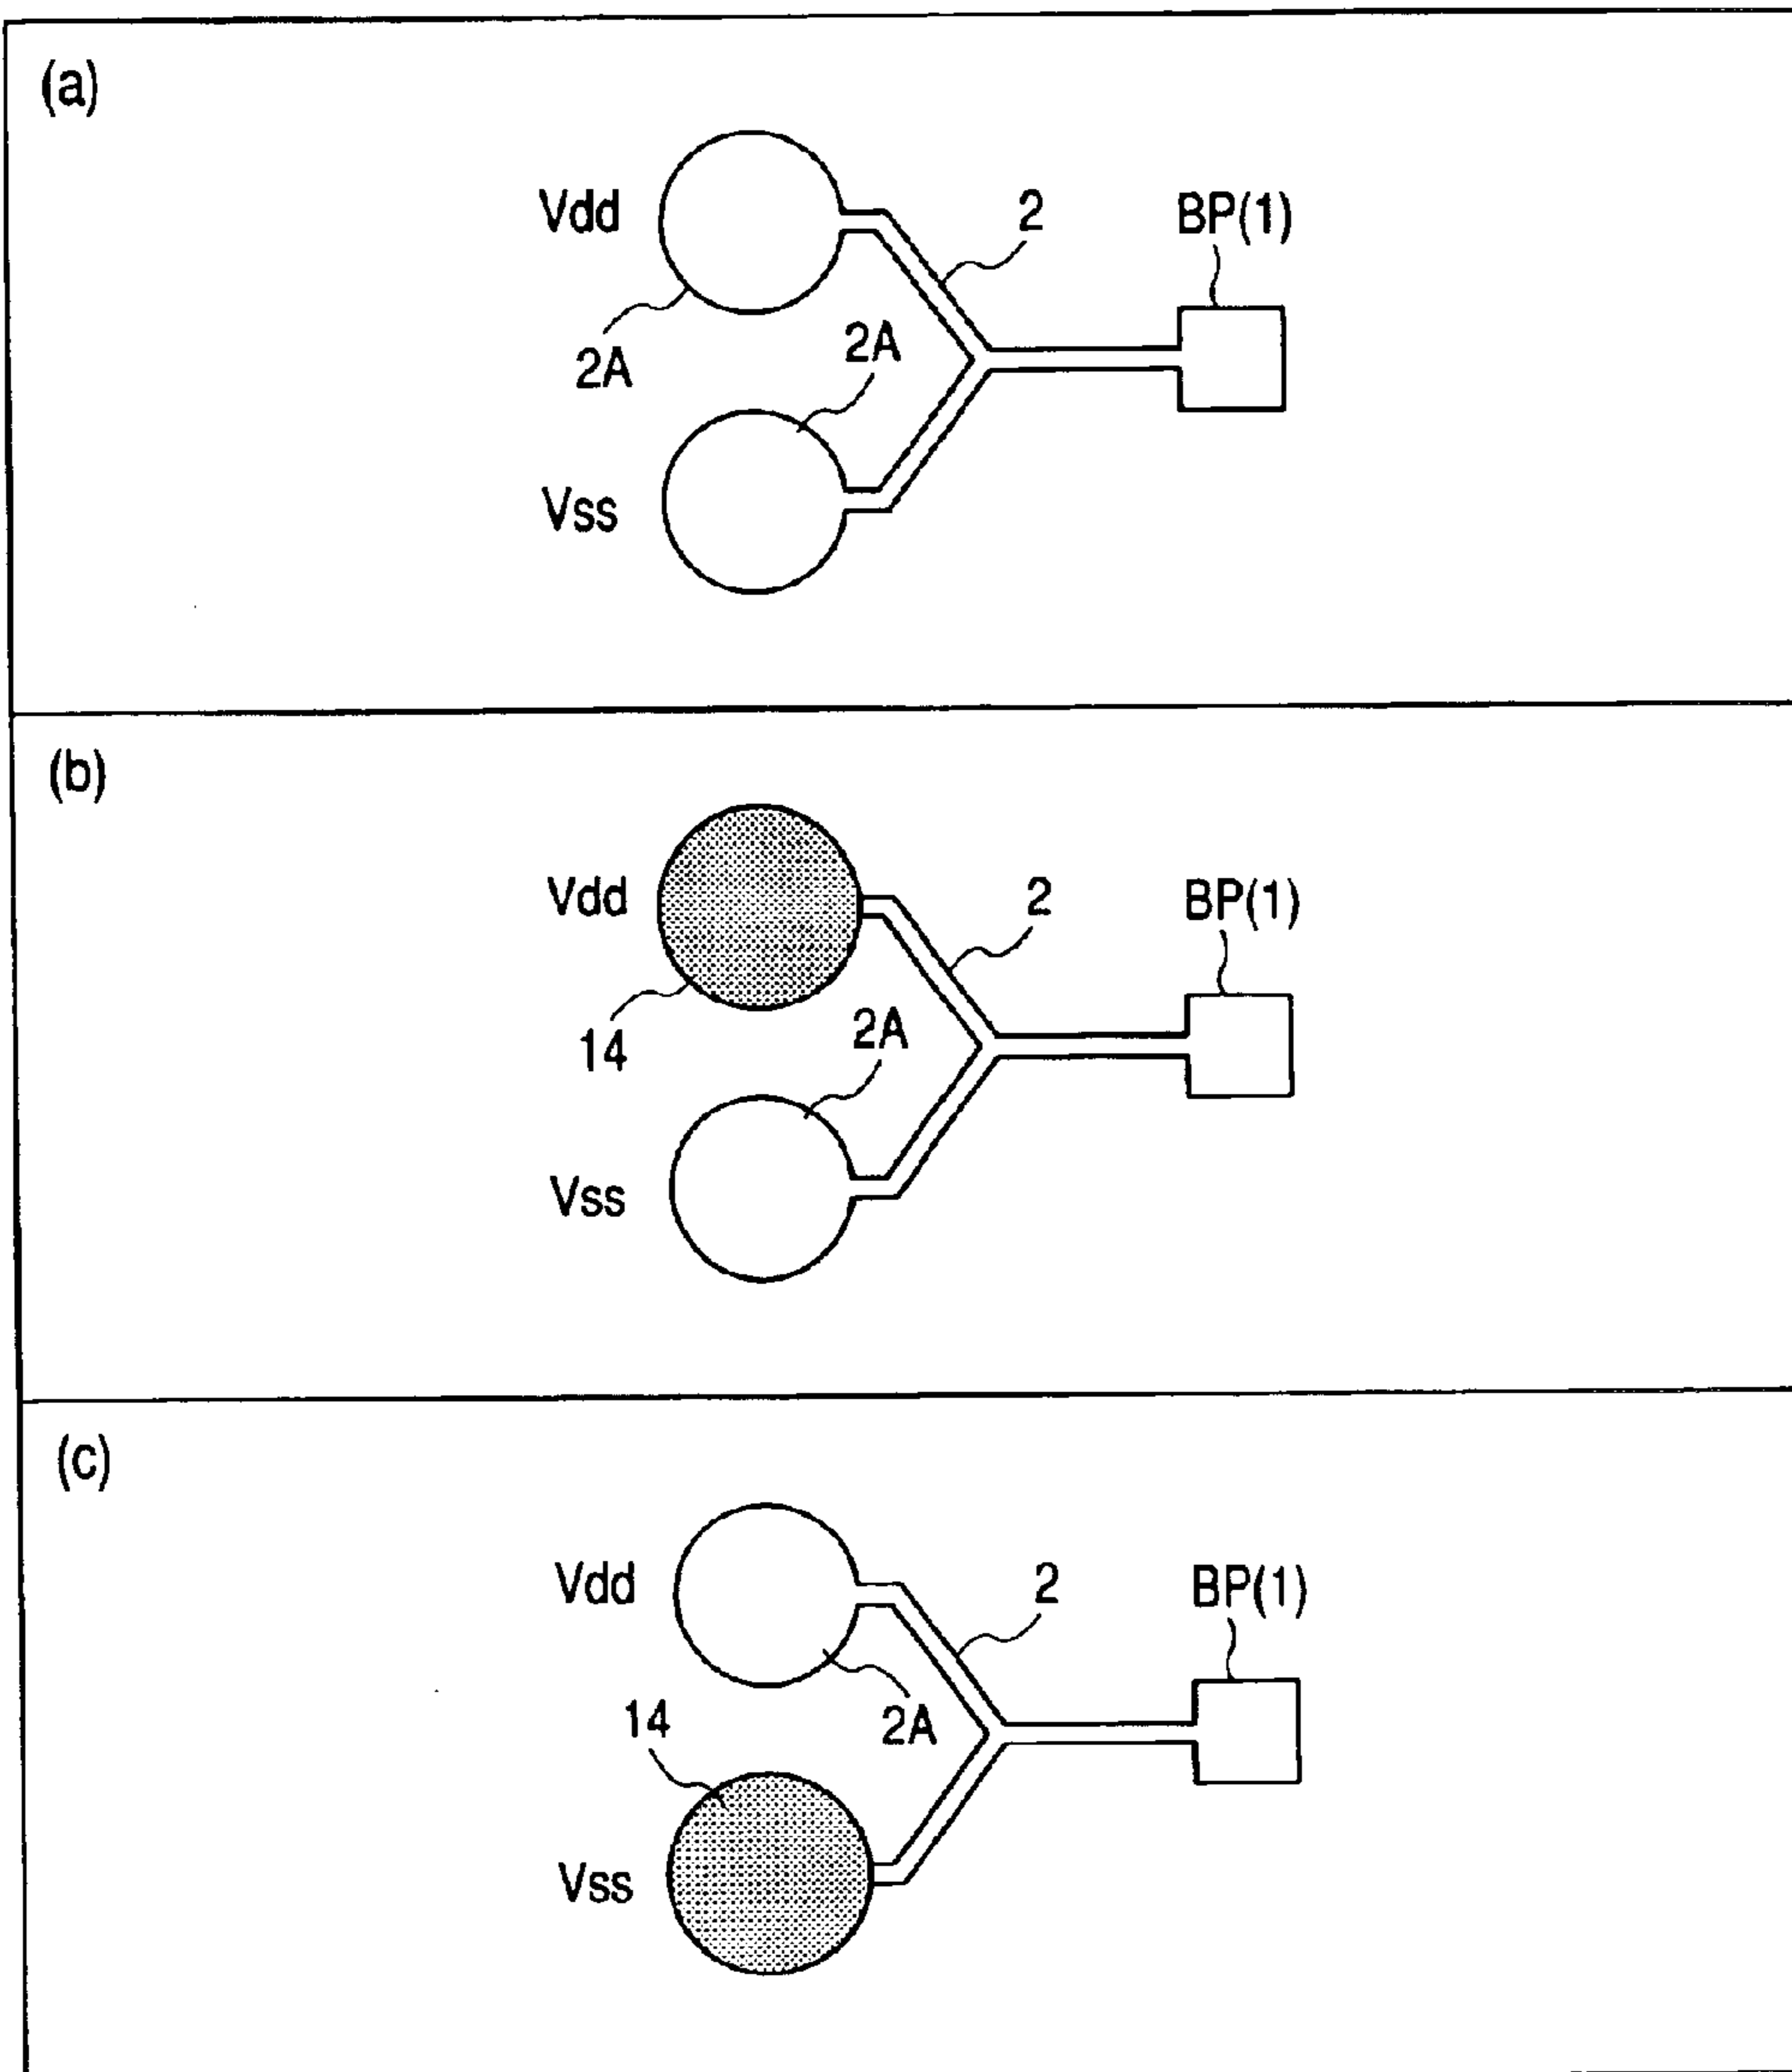 (a)
Vdd
2
BP(1)
2A
2A
Vss
(b)
Vdd
2
BP(1)
14
2A
Vss
(c)
Vdd
2
BP(1)
14
2A
Vss